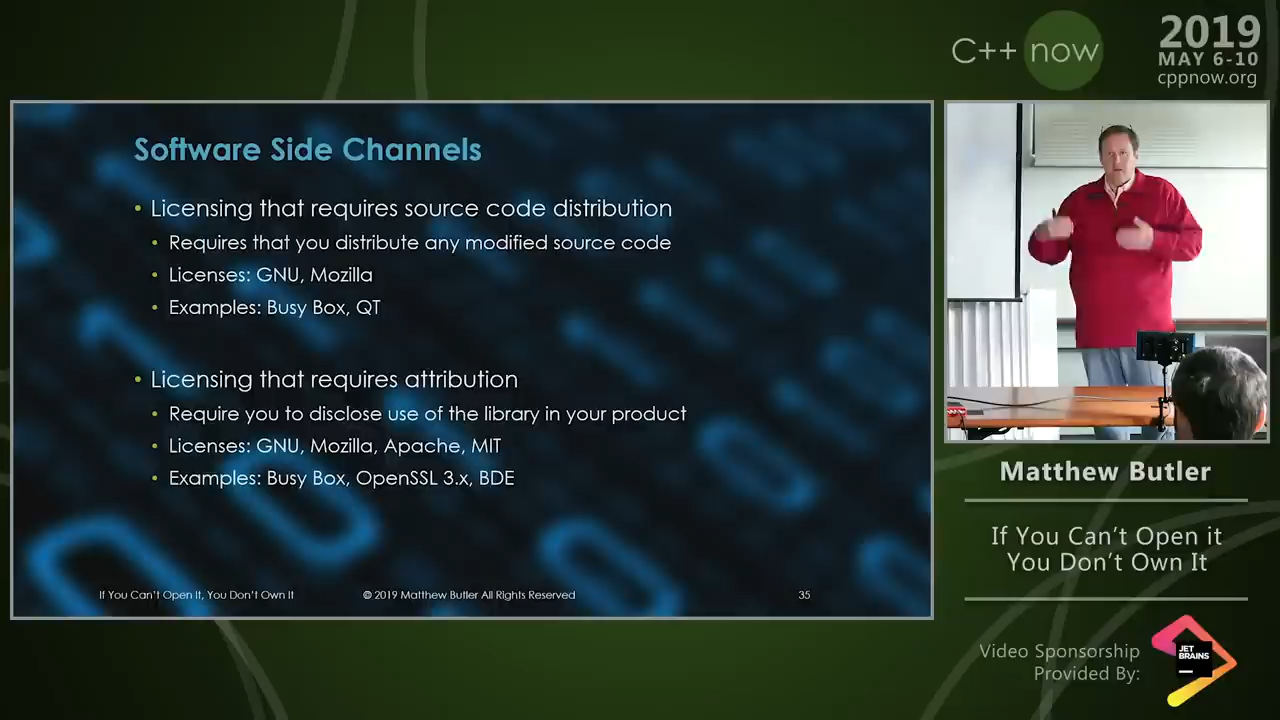 C++ now
2019
MAY 6-10
cppnow.org
Software Side Channels
• Licensing that requires source code distribution
• Requires that you distribute any modified source code
• Licenses: GNU, Mozilla
• Examples: Busy Box, QT
• Licensing that requires attribution
• Require you to disclose use of the library in your product
• Licenses: GNU, Mozilla, Apache, MIT
• Examples: Busy Box, OpenSSL 3.x, BDE
If You Can't Open It, You Don't Own It
© 2019 Matthew Butler All Rights Reserved
35
Matthew Butler
If You Can't Open it
You Don't Own It
Video Sponsorship
Provided By:
JET
BRAINS